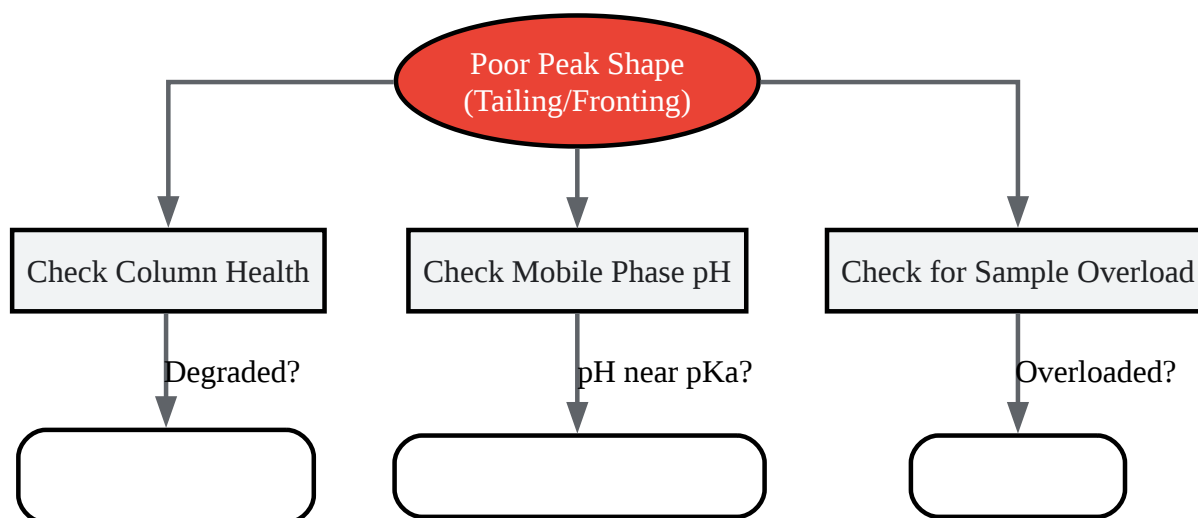 Poor Peak Shape
(Tailing/Fronting)
Check Column Health
Check Mobile Phase pH
Check for Sample Overload
Degraded?
pH near pKa?
Overloaded?